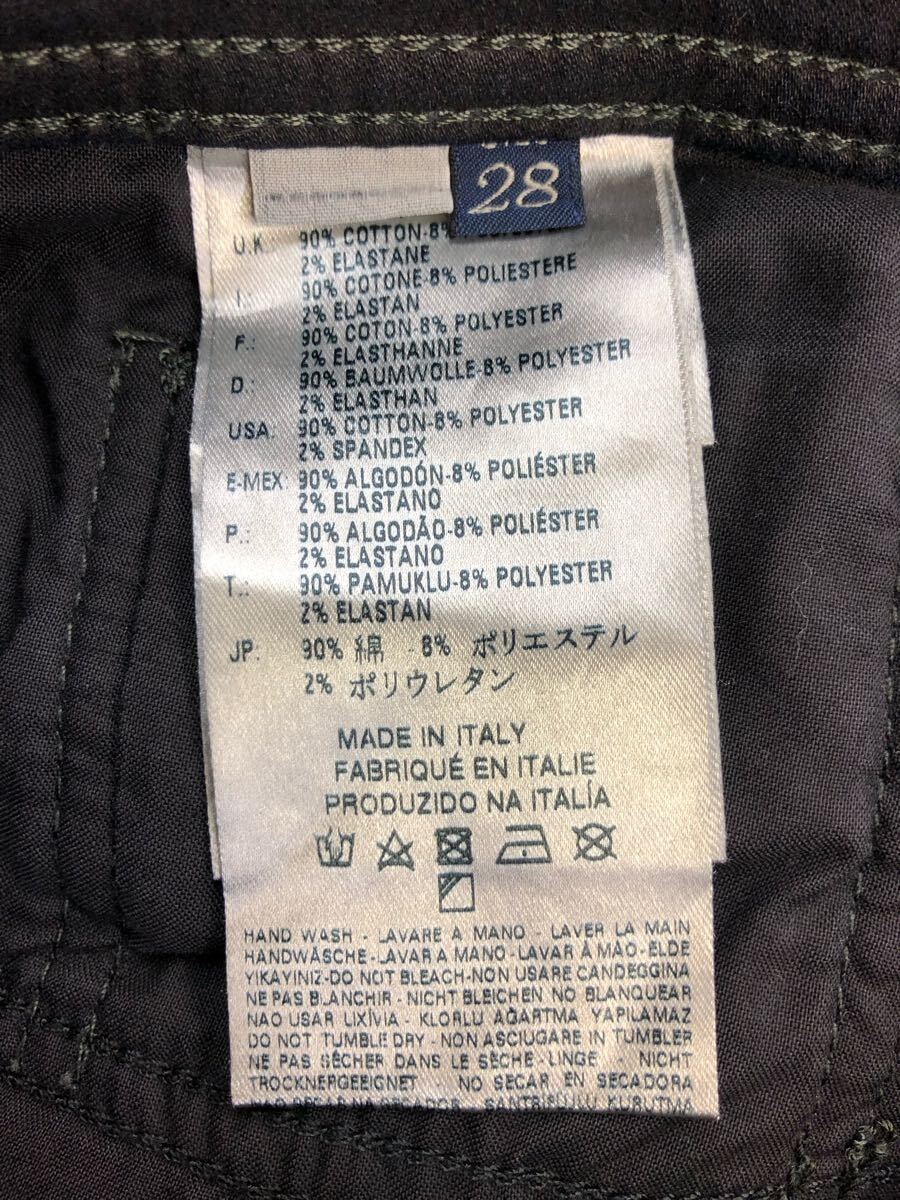 28
U.K.: 90% COTTON-8%
2% ELASTANE
I.: 90% COTONE-8% POLIESTERE
2% ELASTAN
F.: 90% COTON-8% POLYESTER
2% ELASTHANNE
D.: 90% BAUMWOLLE-8% POLYESTER
2% ELASTHAN
USA: 90% COTTON-8% POLYESTER
2% SPANDEX
E-MEX: 90% ALGODÓN-8% POLIÉSTER
2% ELASTANO
P.: 90% ALGODÃO-8% POLIÉSTER
2% ELASTANO
T.: 90% PAMUKLU-8% POLYESTER
2% ELASTAN
JP: 90% 綿 - 8% ポリエステル
2% ポリウレタン
MADE IN ITALY
FABRIQUÉ EN ITALIE
PRODUZIDO NA ITALÍA
HAND WASH - LAVARE A MANO - LAVER LA MAIN
HANDWÄSCHE-LAVAR A MANO-LAVAR À MÃO-ELDE
YIKAYINIZ-DO NOT BLEACH-NON USARE CANDEGGINA
NE PAS BLANCHIR - NICHT BLEICHEN NO BLANQUEAR
NAO USAR LIXÍVIA - KLORLU AĞARTMA YAPILAMAZ
DO NOT TUMBLE DRY - NON ASCIUGARE IN TUMBLER
NE PAS SÈCHER DANS LE SÈCHE-LINGE - NICHT
TROCKNERGEEIGNET - NO SECAR EN SECADORA